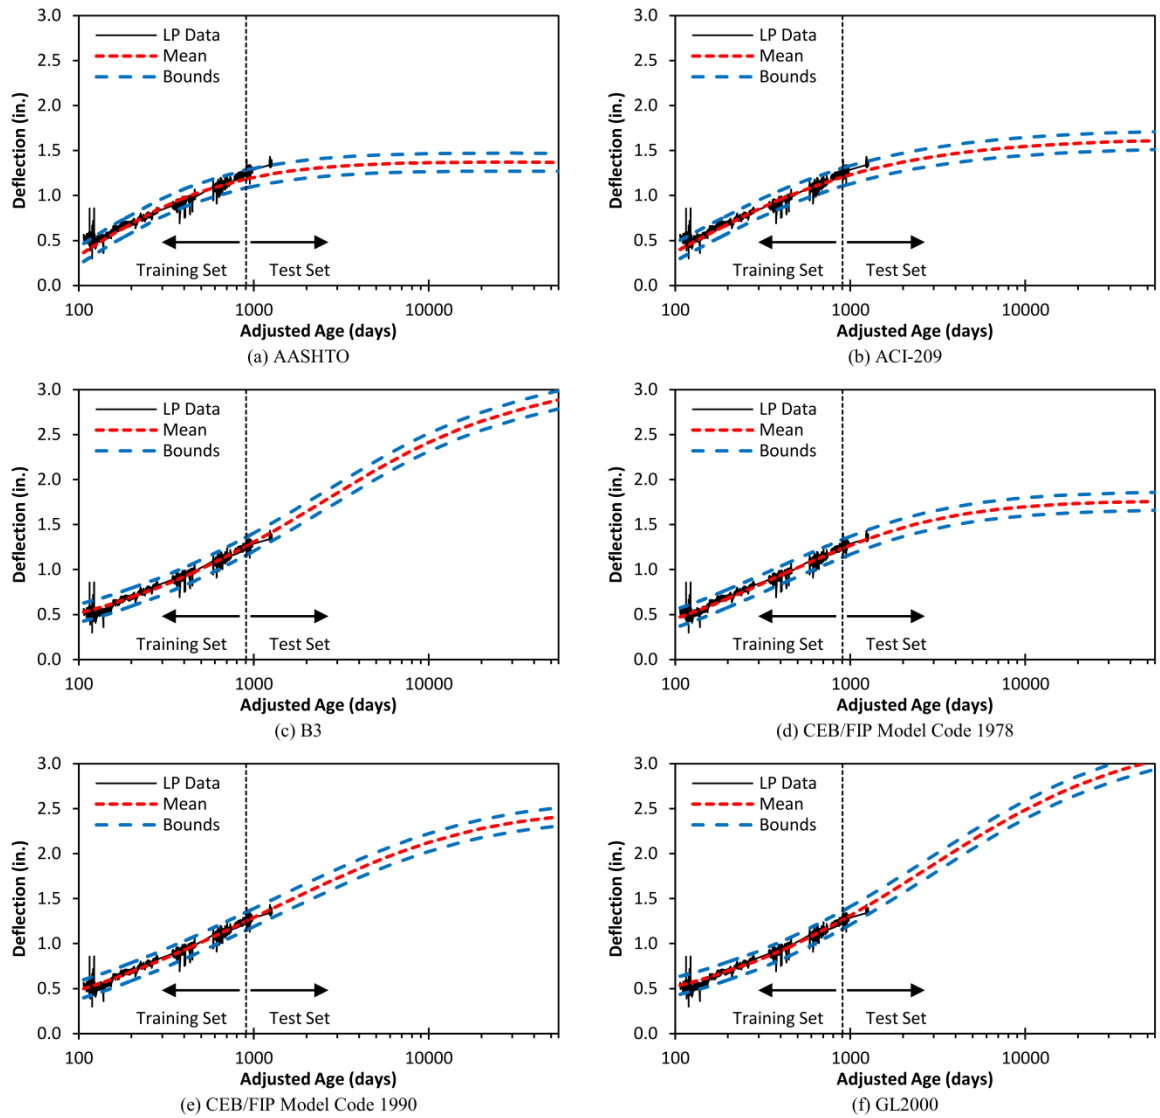 3.0
2.5
2.0
1.5
1.0
0.5
0.0
Deflection (in.)
LP Data
Mean
Bounds
Training Set
Test Set
100
1000
10000
Adjusted Age (days)
(a) AASHTO
3.0
2.5
2.0
1.5
1.0
0.5
0.0
Deflection (in.)
LP Data
Mean
Bounds
Training Set
Test Set
100
1000
10000
Adjusted Age (days)
(b) ACI-209
3.0
2.5
2.0
1.5
1.0
0.5
0.0
Deflection (in.)
LP Data
Mean
Bounds
Training Set
Test Set
100
1000
10000
Adjusted Age (days)
(c) B3
3.0
2.5
2.0
1.5
1.0
0.5
0.0
Deflection (in.)
LP Data
Mean
Bounds
Training Set
Test Set
100
1000
10000
Adjusted Age (days)
(d) CEB/FIP Model Code 1978
3.0
2.5
2.0
1.5
1.0
0.5
0.0
Deflection (in.)
LP Data
Mean
Bounds
Training Set
Test Set
100
1000
10000
Adjusted Age (days)
(e) CEB/FIP Model Code 1990
3.0
2.5
2.0
1.5
1.0
0.5
0.0
Deflection (in.)
LP Data
Mean
Bounds
Training Set
Test Set
100
1000
10000
Adjusted Age (days)
(f) GL2000